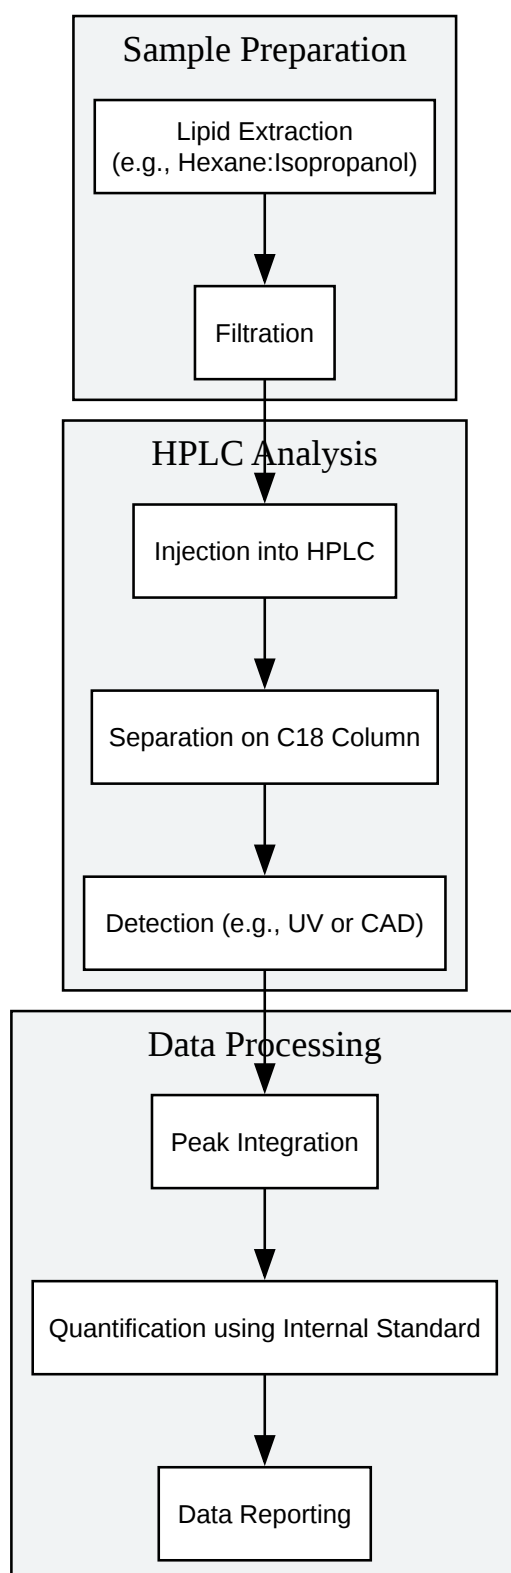 Sample Preparation
Lipid Extraction
(e.g., Hexane:Isopropanol)
Filtration
HPLC Analysis
Injection into HPLC
Separation on C18 Column
Detection (e.g., UV or CAD)
Data Processing
Peak Integration
Quantification using Internal Standard
Data Reporting